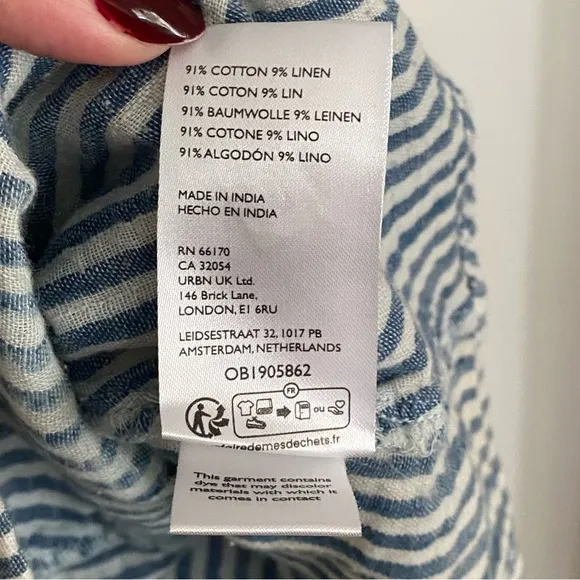 91% COTTON 9% LINEN
91% COTON 9% LIN
91% BAUMWOLLE 9% LEINEN
91% COTONE 9% LINO
91% ALGODÓN 9% LINO
MADE IN INDIA
HECHO EN INDIA
RN 66170
CA 32054
URBN UK Ltd.
146 Brick Lane,
LONDON, E1 6RU
LEIDSESTRAAT 32, 1017 PB
AMSTERDAM, NETHERLANDS
OB1905862
FR
ou
airedemesdechets.fr
This garment contains
dye that may discolor
materials with which it
comes in contact